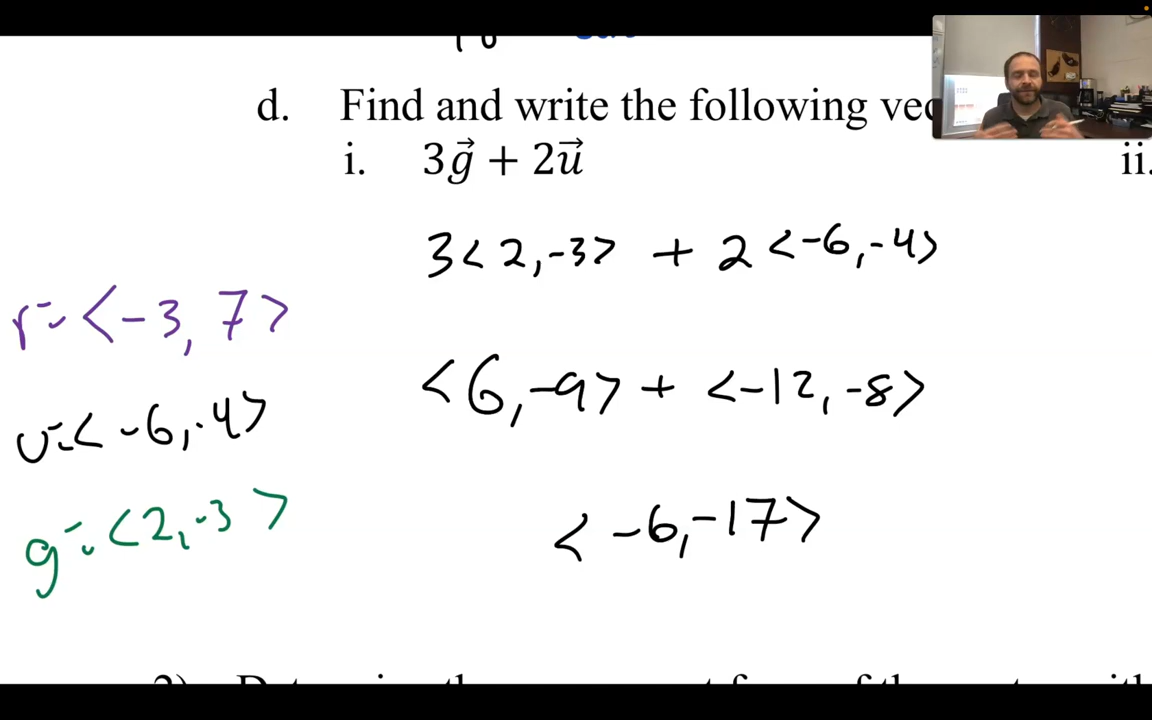 d. Find and write the following
i. 3g⃗ + 2u⃗
ii.
3<2,-3> + 2<-6,-4>
r = <-3, 7>
<6,-9> + <-12,-8>
u = <-6,-4>
g = <2,-3>
<-6,-17>